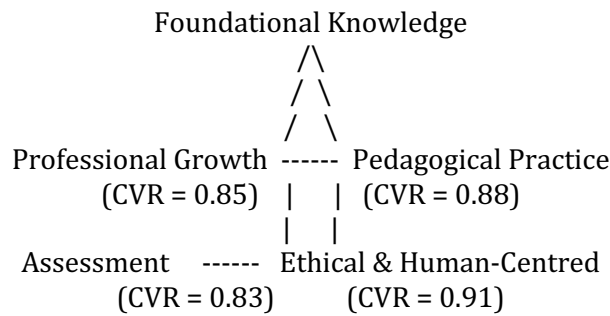 Foundational Knowledge
/\
/ \
/ \
Professional Growth ------ Pedagogical Practice
(CVR = 0.85) | | (CVR = 0.88)
| |
Assessment ------ Ethical & Human-Centred
(CVR = 0.83) (CVR = 0.91)